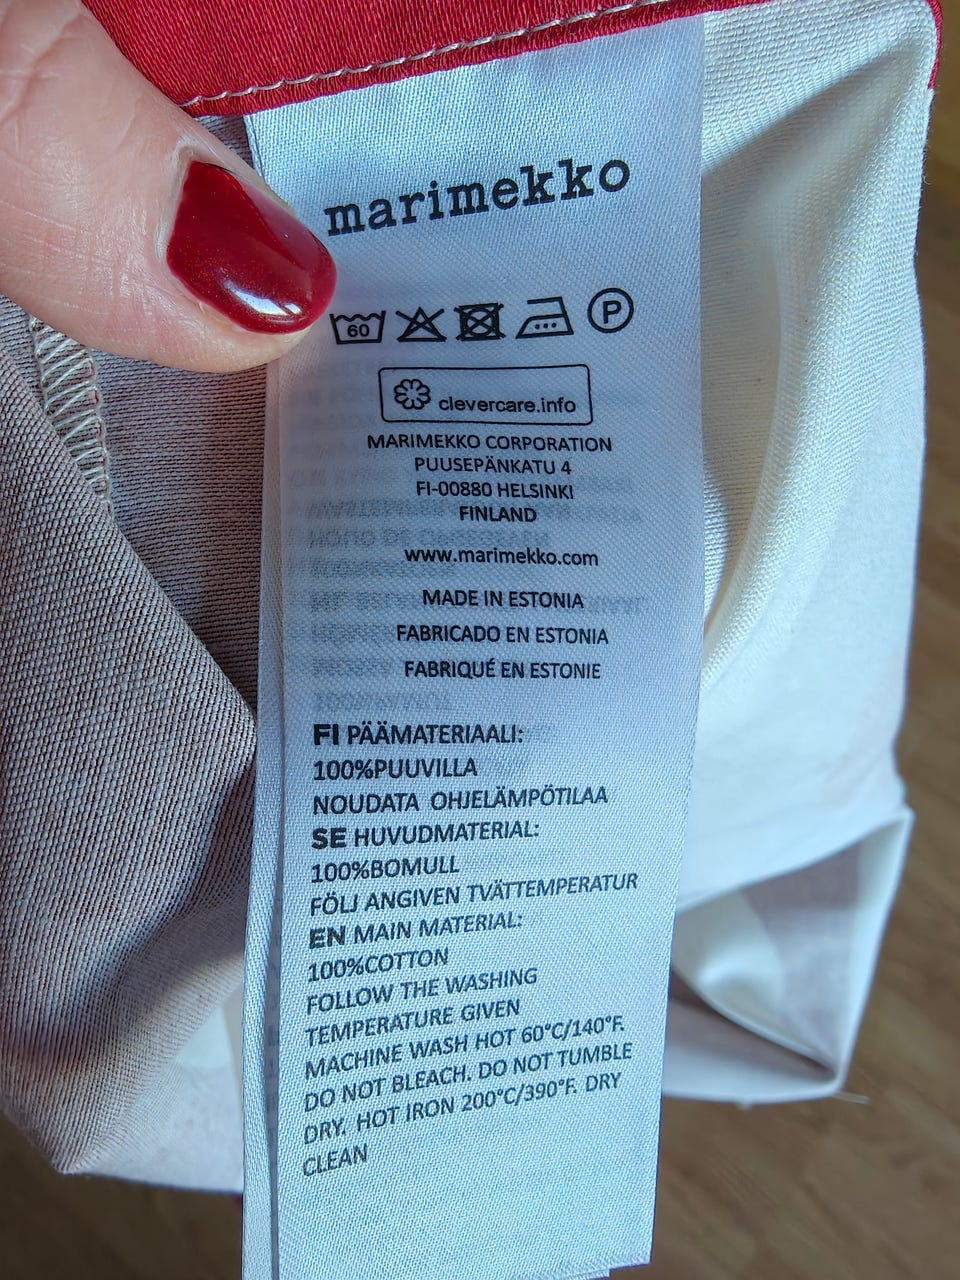 marimekko
60 P
clevercare.info
MARIMEKKO CORPORATION
PUUSEPÄNKATU 4
FI-00880 HELSINKI
FINLAND
www.marimekko.com
MADE IN ESTONIA
FABRICADO EN ESTONIA
FABRIQUÉ EN ESTONIE
FI PÄÄMATERIAALI:
100%PUUVILLA
NOUDATA OHJELÄMPÖTILAA
SE HUVUDMATERIAL:
100%BOMULL
FÖLJ ANGIVEN TVÄTTEMPERATUR
EN MAIN MATERIAL:
100%COTTON
FOLLOW THE WASHING
TEMPERATURE GIVEN
MACHINE WASH HOT 60°C/140°F.
DO NOT BLEACH. DO NOT TUMBLE
DRY. HOT IRON 200°C/390°F. DRY
CLEAN